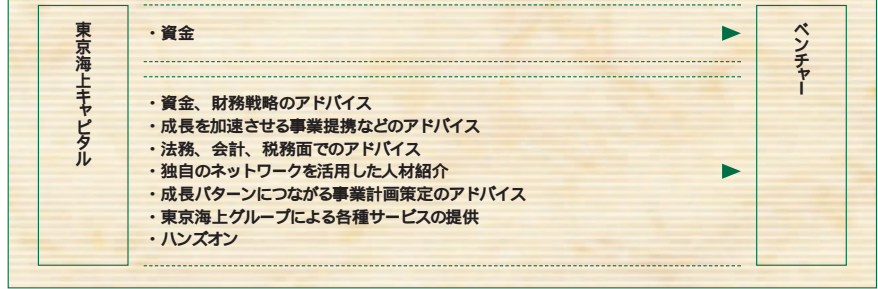 東京海上キャピタル
・資金
・資金、財務戦略のアドバイス
・成長を加速させる事業提携などのアドバイス
・法務、会計、税務面でのアドバイス
・独自のネットワークを活用した人材紹介
・成長パターンにつながる事業計画策定のアドバイス
・東京海上グループによる各種サービスの提供
・ハンズオン
ベンチャー